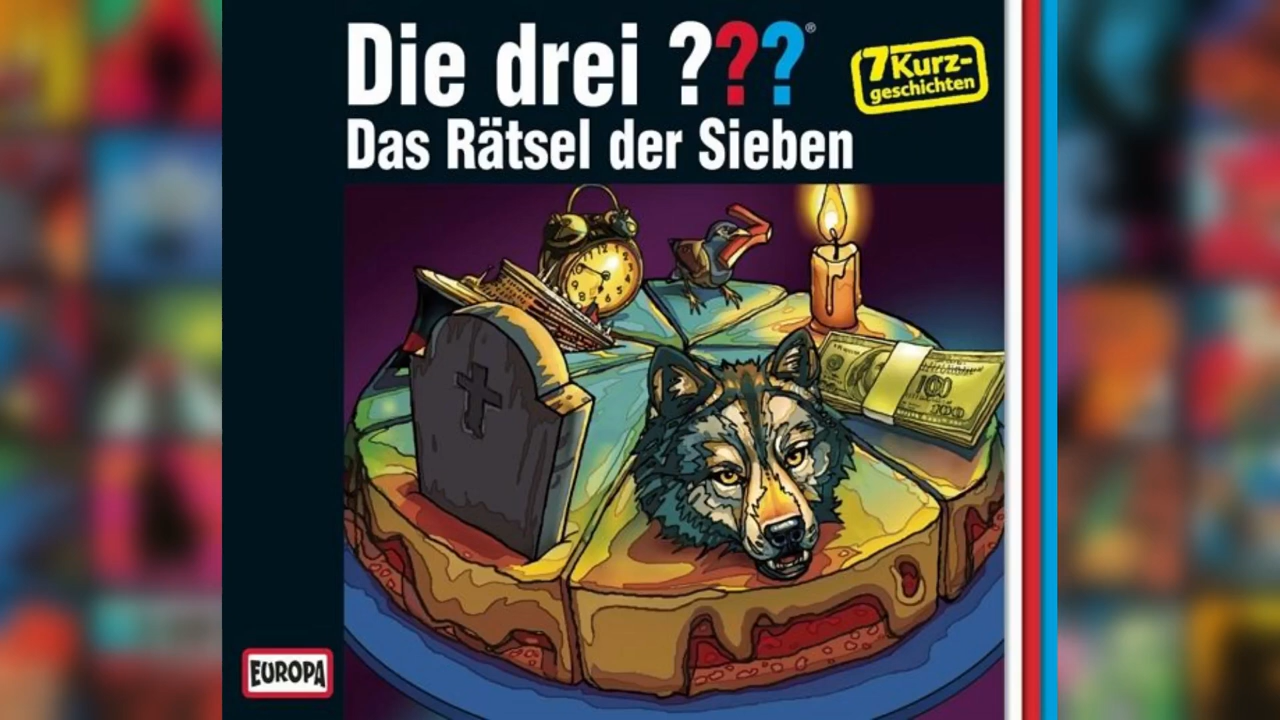 Die drei ???®
7 Kurz-
geschichten
Das Rätsel der Sieben
EUROPA